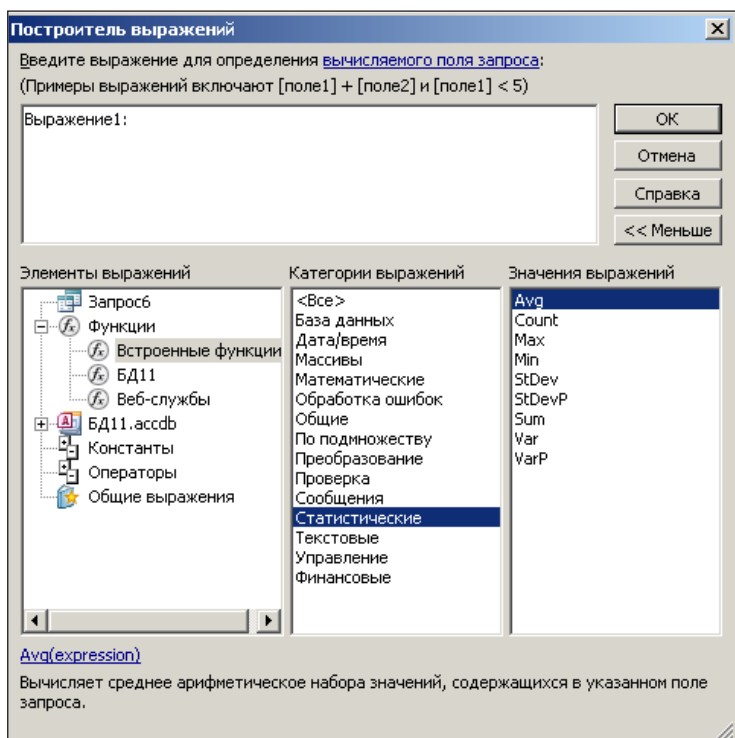 Построитель выражений
Введите выражение для определения вычисляемого поля запроса:
(Примеры выражений включают [поле1] + [поле2] и [поле1] < 5)
Выражение1:
ОК
Отмена
Справка
<< Меньше
Элементы выражений
Запрос6
Функции
Встроенные функции
БД11
Веб-службы
БД11.accdb
Константы
Операторы
Общие выражения
Категории выражений
<Все>
База данных
Дата/время
Массивы
Математические
Обработка ошибок
Общие
По подмножеству
Преобразование
Проверка
Сообщения
Статистические
Текстовые
Управление
Финансовые
Значения выражений
Avg
Count
Max
Min
StDev
StDevP
Sum
Var
VarP
Avg(expression)
Вычисляет среднее арифметическое набора значений, содержащихся в указанном поле
запроса.